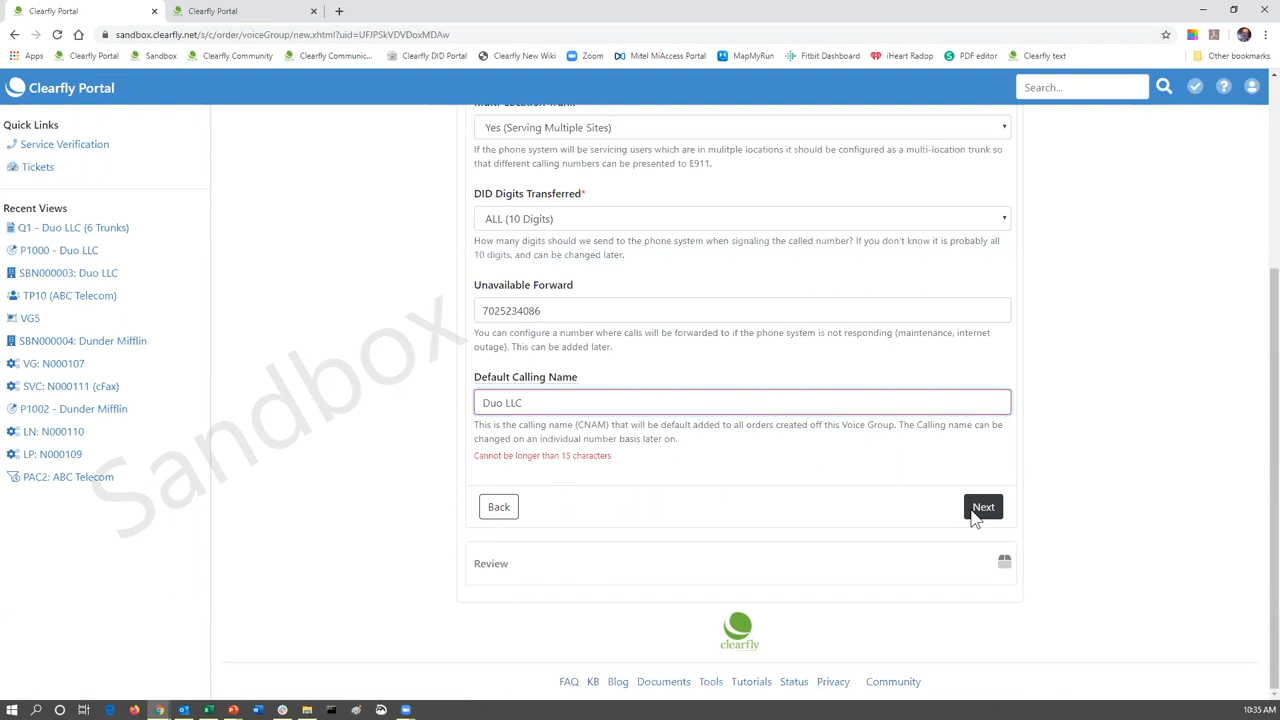 Clearfly Portal
Clearfly Portal
sandbox.clearfly.net/s/c/order/voiceGroup/new.xhtml?uid=UFJPSkVDVDoxMDAw
Apps
Clearfly Portal
Sandbox
Clearfly Community
Clearfly Communic...
Clearfly DID Portal
Clearfly New Wiki
Zoom
Mitel MiAccess Portal
MapMyRun
Fitbit Dashboard
iHeart Radop
PDF editor
Clearfly text
Other bookmarks
Clearfly Portal
Search...
Quick Links
Service Verification
Tickets
Recent Views
Q1 - Duo LLC (6 Trunks)
P1000 - Duo LLC
SBN000003: Duo LLC
TP10 (ABC Telecom)
VG5
SBN000004: Dunder Mifflin
VG: N000107
SVC: N000111 (cFax)
P1002 - Dunder Mifflin
LN: N000110
LP: N000109
PAC2: ABC Telecom
Sandbox
Yes (Serving Multiple Sites)
If the phone system will be servicing users which are in mulitple locations it should be configured as a multi-location trunk so
that different calling numbers can be presented to E911.
DID Digits Transferred*
ALL (10 Digits)
How many digits should we send to the phone system when signaling the called number? If you don't know it is probably all
10 digits, and can be changed later.
Unavailable Forward
7025234086
You can configure a number where calls will be forwarded to if the phone system is not responding (maintenance, internet
outage). This can be added later.
Default Calling Name
Duo LLC
This is the calling name (CNAM) that will be default added to all orders created off this Voice Group. The Calling name can be
changed on an individual number basis later on.
Cannot be longer than 15 characters
Back
Next
Review
clearfly
FAQ
KB
Blog
Documents
Tools
Tutorials
Status
Privacy
Community
10:35 AM